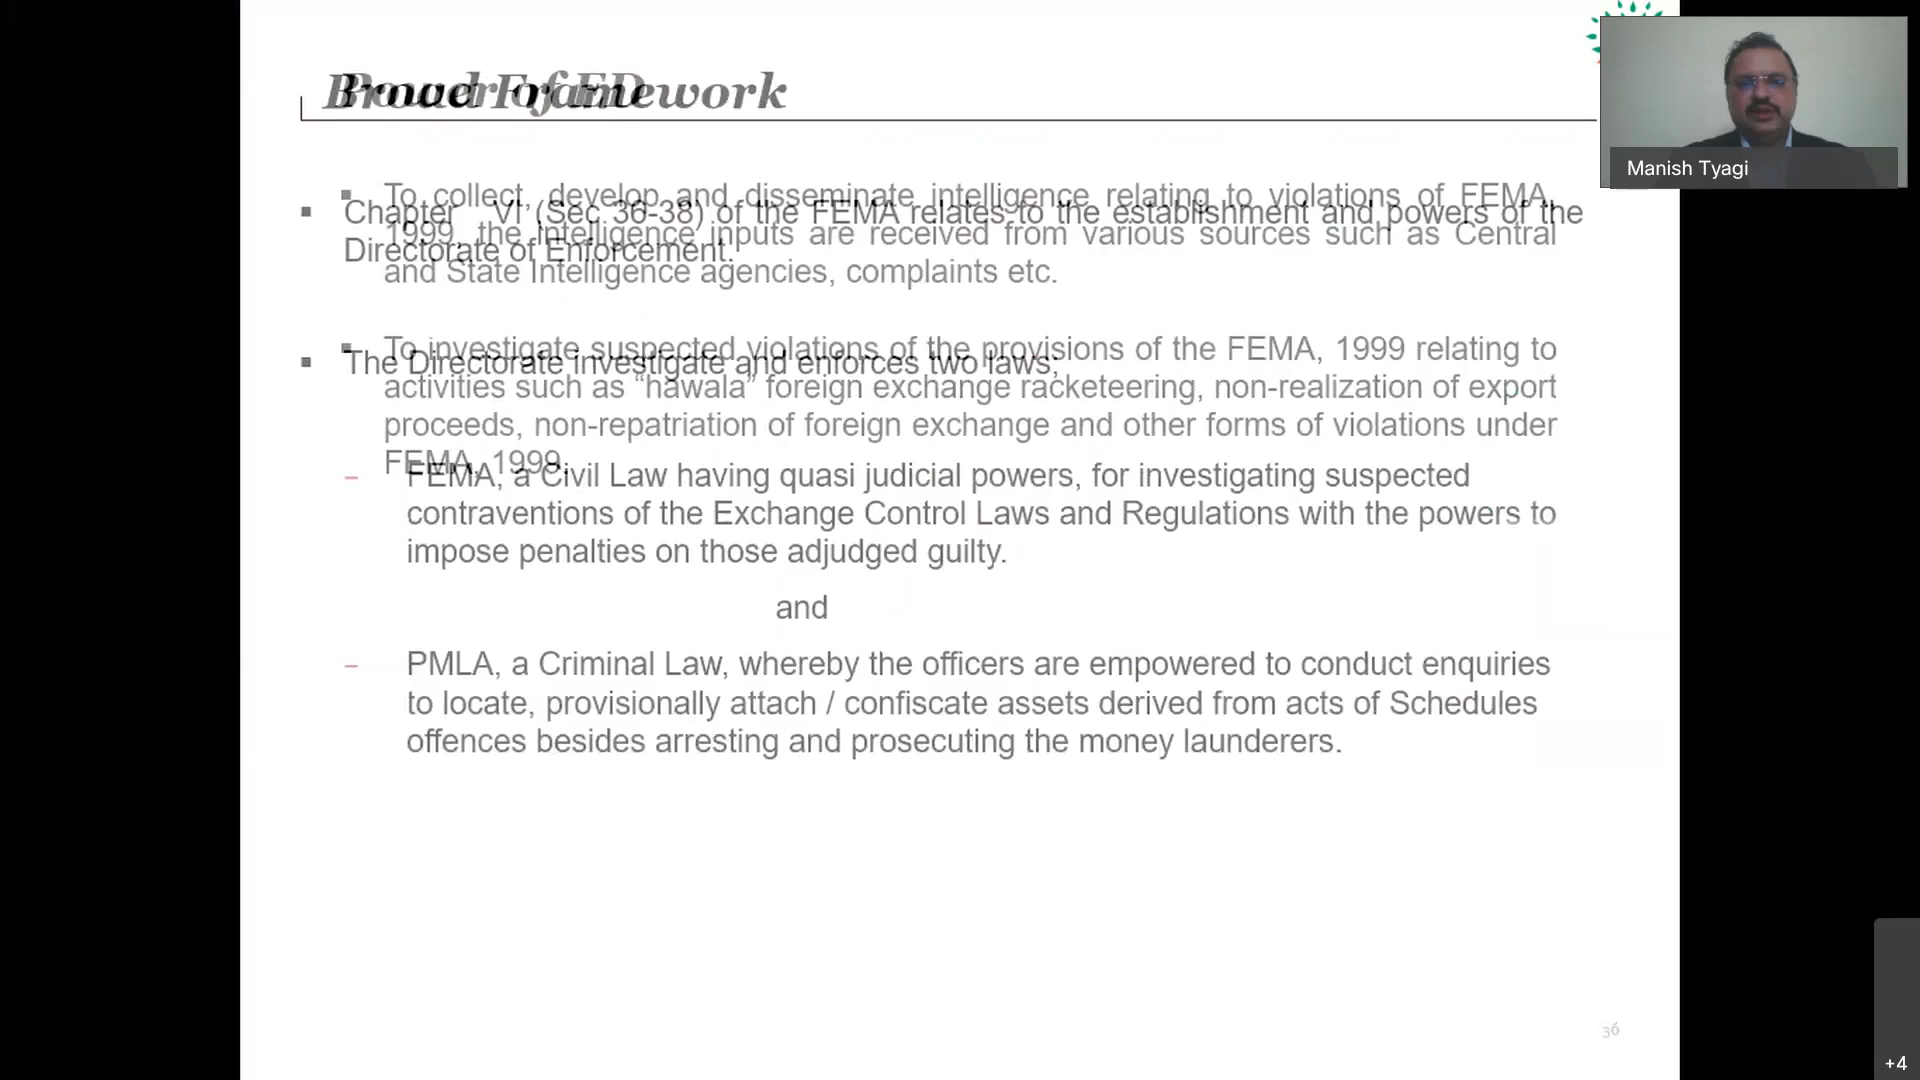 Broad Framework
Power of ED
▪ Chapter VI (Sec 36-38) of the FEMA relates to the establishment and powers of the
Directorate of Enforcement.
▪ The Directorate investigate and enforces two laws;
– FEMA, a Civil Law having quasi judicial powers, for investigating suspected
contraventions of the Exchange Control Laws and Regulations with the powers to
impose penalties on those adjudged guilty.
and
– PMLA, a Criminal Law, whereby the officers are empowered to conduct enquiries
to locate, provisionally attach / confiscate assets derived from acts of Schedules
offences besides arresting and prosecuting the money launderers.
▪ To collect, develop and disseminate intelligence relating to violations of FEMA,
1999, the intelligence inputs are received from various sources such as Central
and State Intelligence agencies, complaints etc.
▪ To investigate suspected violations of the provisions of the FEMA, 1999 relating to
activities such as “hawala” foreign exchange racketeering, non-realization of export
proceeds, non-repatriation of foreign exchange and other forms of violations under
FEMA, 1999.
36
Manish Tyagi
+4